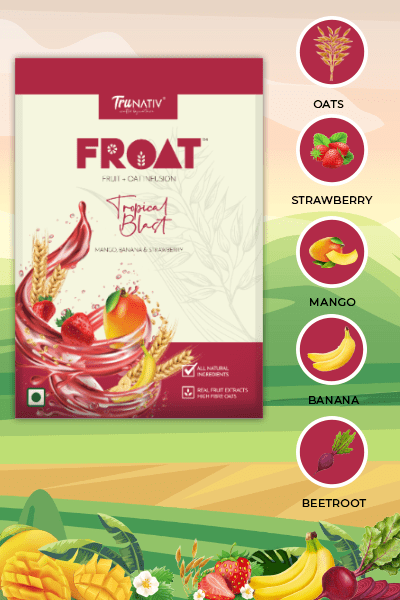 TruNATIV®
FROAT™
FRUIT + OAT INFUSION
Tropical
Blast
MANGO, BANANA & STRAWBERRY
ALL NATURAL
INGREDIENTS
REAL FRUIT EXTRACTS
HIGH FIBRE OATS
OATS
STRAWBERRY
MANGO
BANANA
BEETROOT